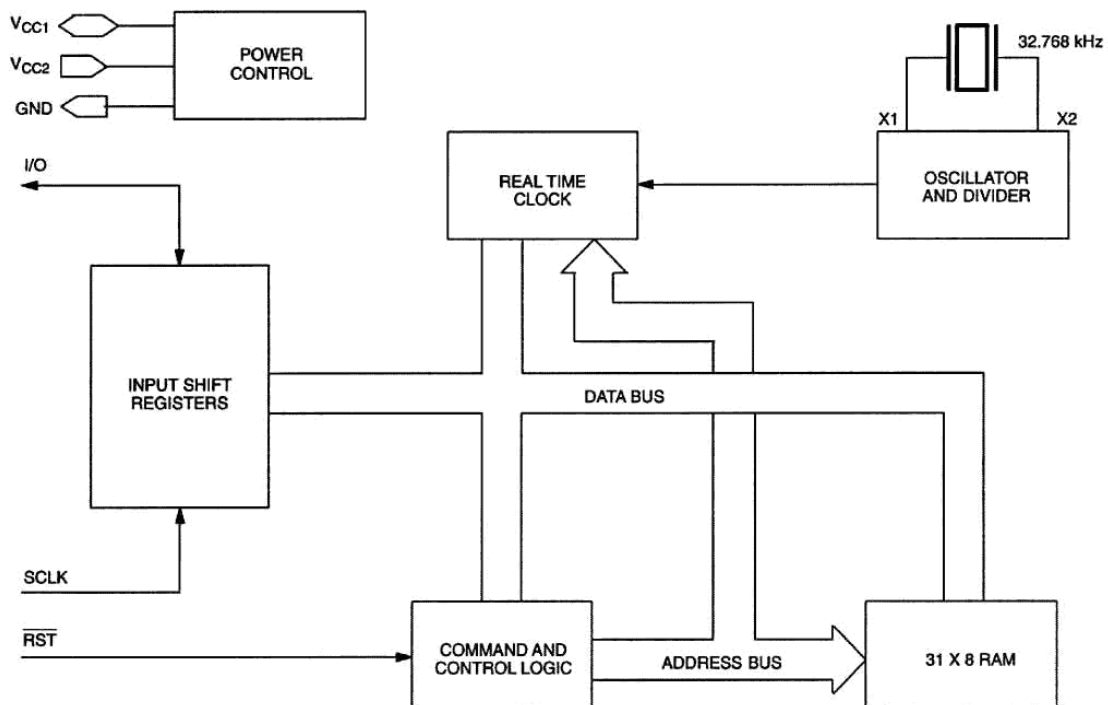 VCC1
VCC2
GND
POWER
CONTROL
32.768 kHz
X1
X2
I/O
REAL TIME
CLOCK
OSCILLATOR
AND DIVIDER
INPUT SHIFT
REGISTERS
DATA BUS
SCLK
RST
COMMAND AND
CONTROL LOGIC
ADDRESS BUS
31 X 8 RAM